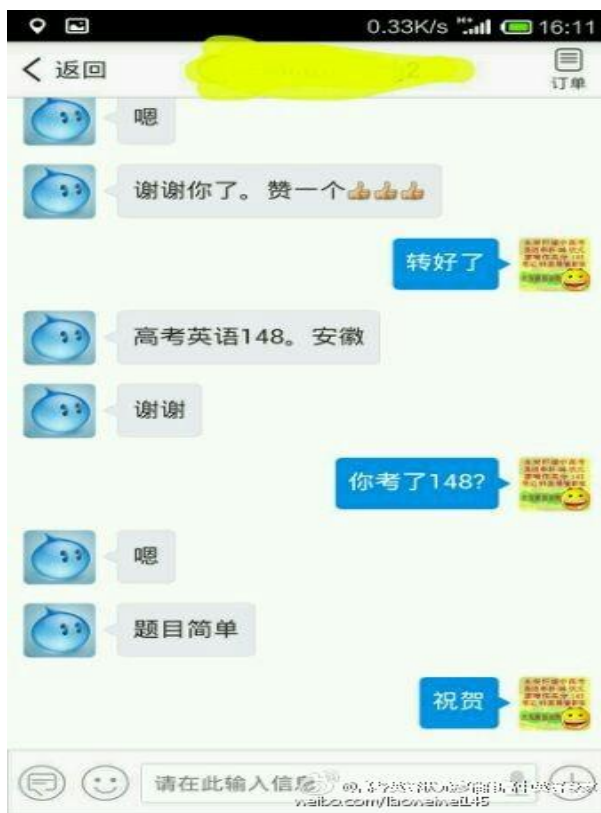 0.33K/s 16:11
返回
订单
嗯
谢谢你了。赞一个👍👍👍
转好了
高考英语148。安徽
谢谢
你考了148?
嗯
题目简单
祝贺
请在此输入信息
weibo.com/liaoweinei145